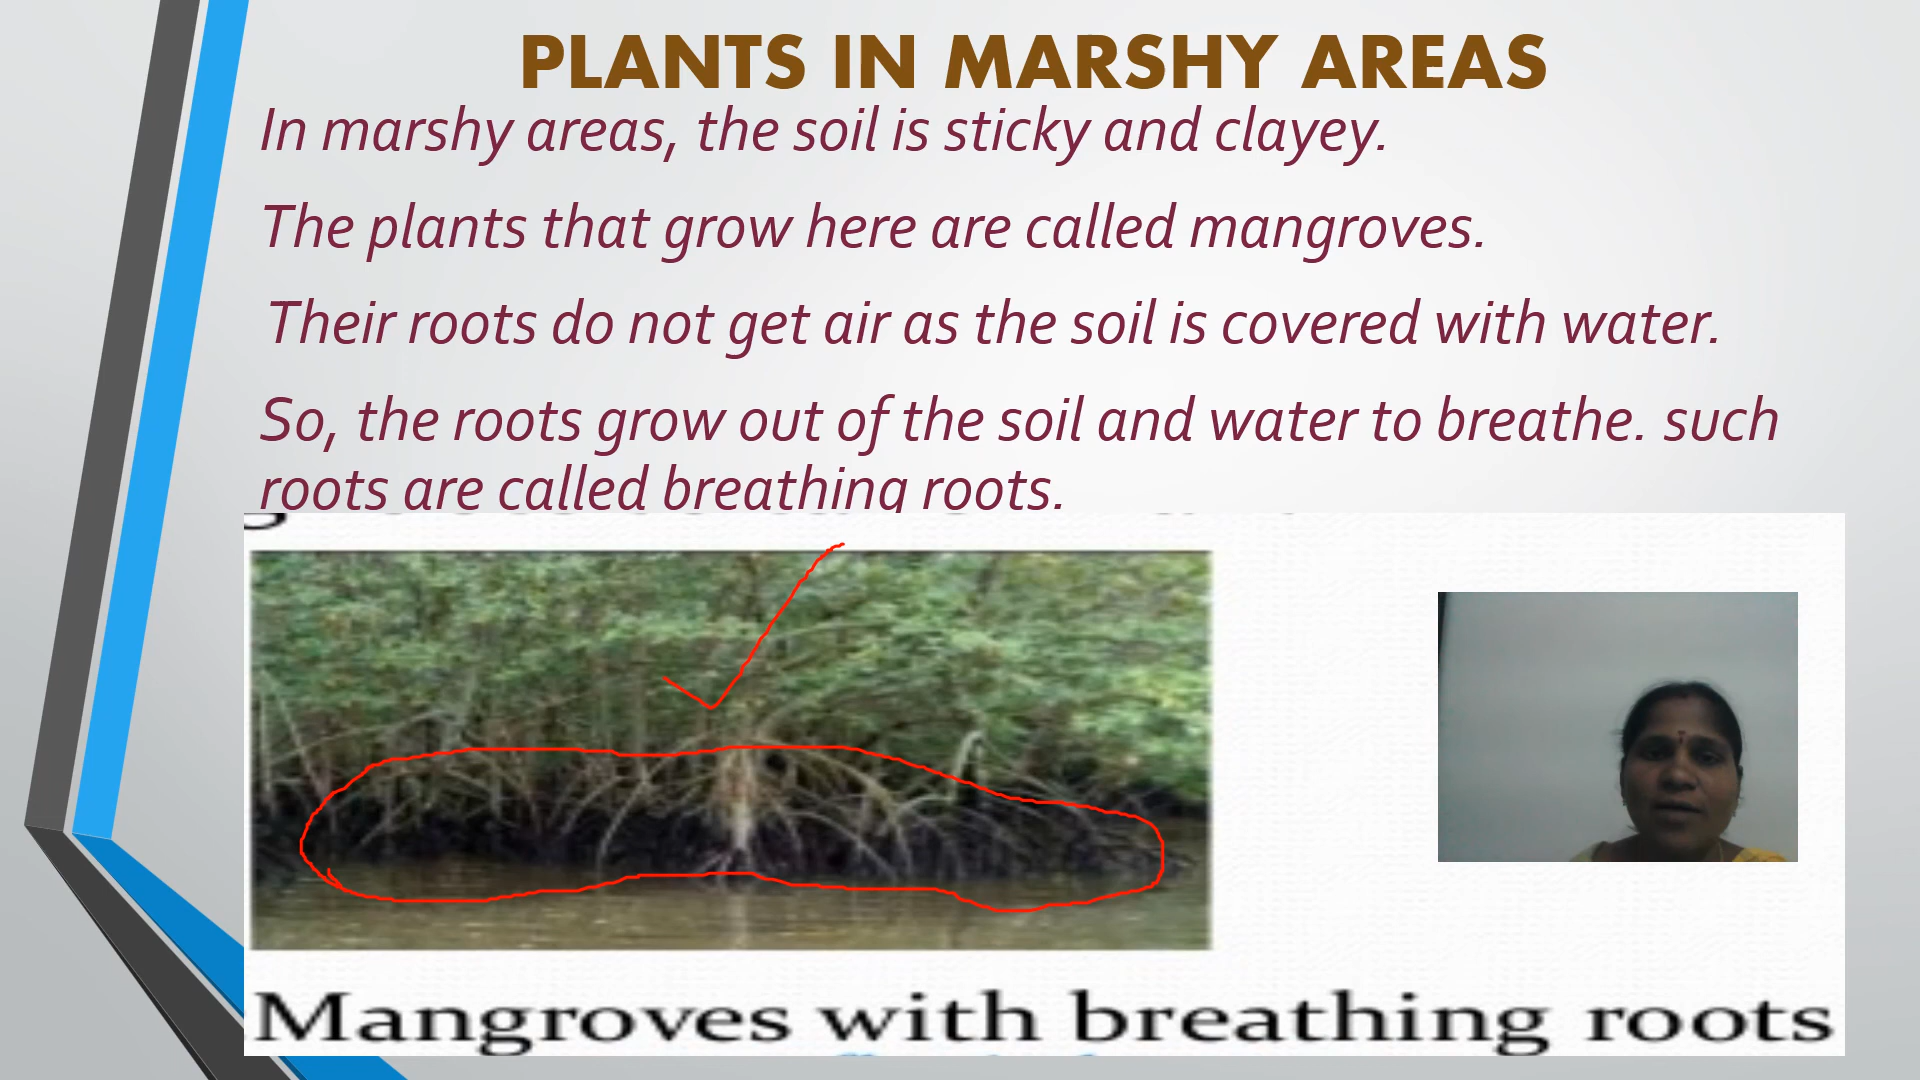 PLANTS IN MARSHY AREAS
In marshy areas, the soil is sticky and clayey.
The plants that grow here are called mangroves.
Their roots do not get air as the soil is covered with water.
So, the roots grow out of the soil and water to breathe. such
roots are called breathing roots.
Mangroves with breathing roots